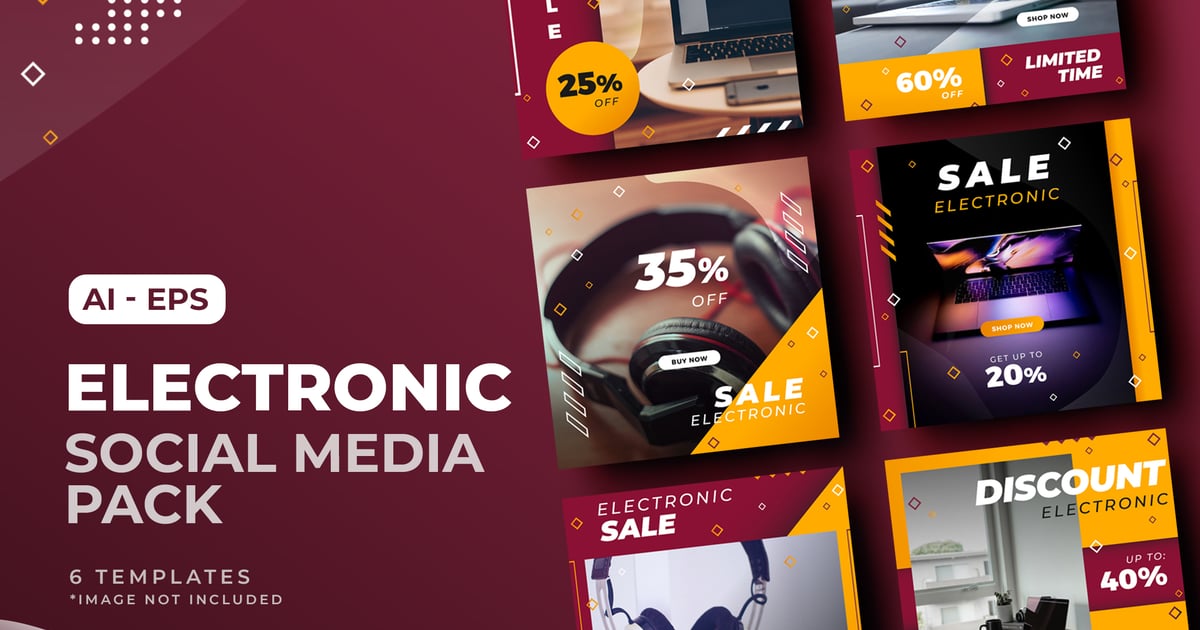 AI - EPS
ELECTRONIC
SOCIAL MEDIA
PACK
6 TEMPLATES
*IMAGE NOT INCLUDED
L
E
25%
OFF
SHOP NOW
60%
OFF
LIMITED
TIME
35%
OFF
BUY NOW
SALE
ELECTRONIC
SALE
ELECTRONIC
SHOP NOW
GET UP TO
20%
ELECTRONIC
SALE
DISCOUNT
ELECTRONIC
UP TO:
40%